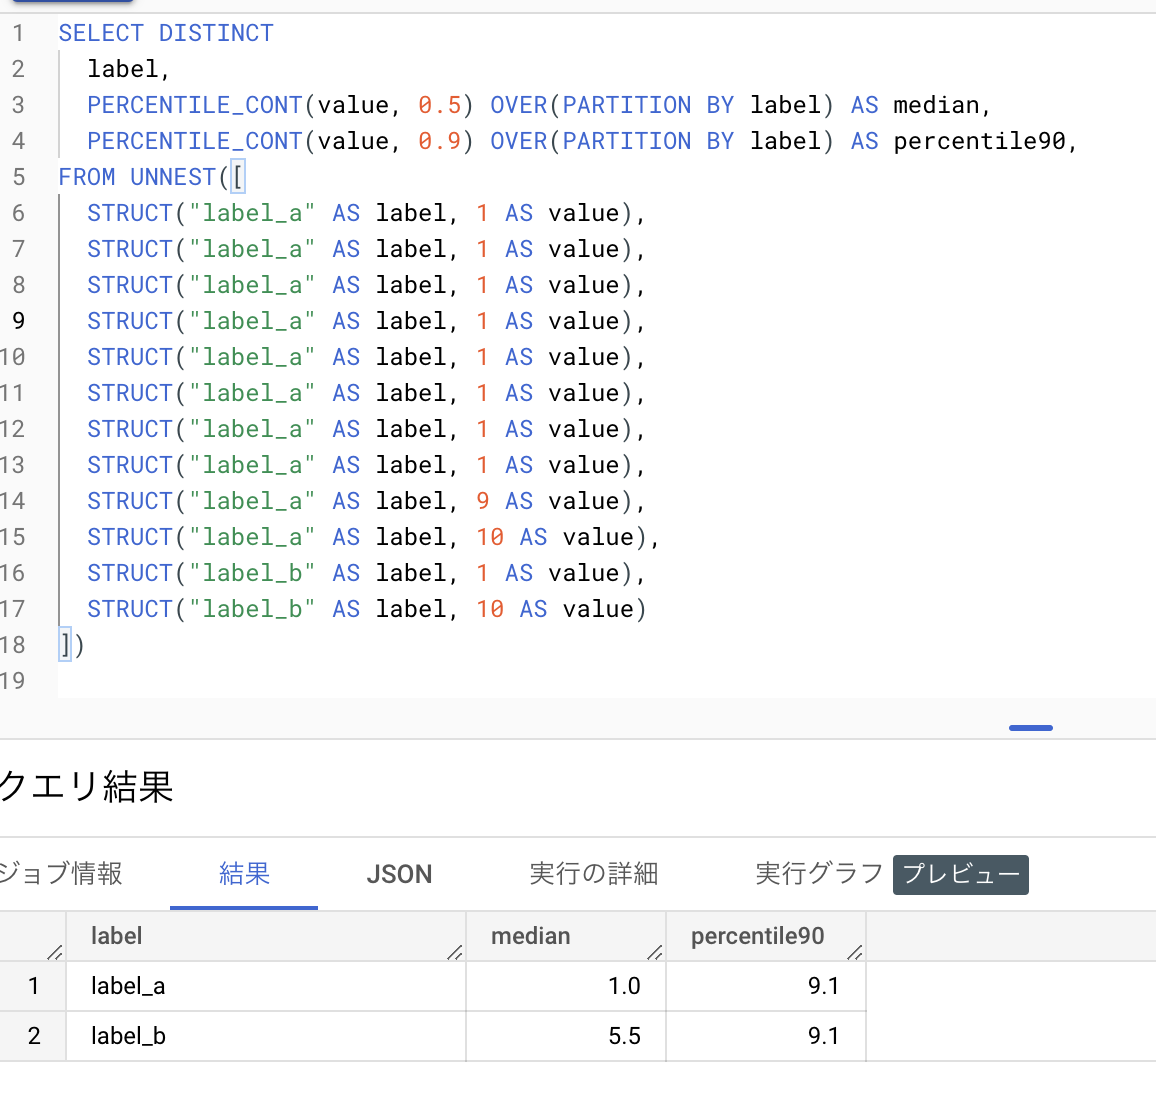 1 SELECT DISTINCT
2 label,
3 PERCENTILE_CONT(value, 0.5) OVER(PARTITION BY label) AS median,
4 PERCENTILE_CONT(value, 0.9) OVER(PARTITION BY label) AS percentile90,
5 FROM UNNEST([
6 STRUCT("label_a" AS label, 1 AS value),
7 STRUCT("label_a" AS label, 1 AS value),
8 STRUCT("label_a" AS label, 1 AS value),
9 STRUCT("label_a" AS label, 1 AS value),
10 STRUCT("label_a" AS label, 1 AS value),
11 STRUCT("label_a" AS label, 1 AS value),
12 STRUCT("label_a" AS label, 1 AS value),
13 STRUCT("label_a" AS label, 1 AS value),
14 STRUCT("label_a" AS label, 9 AS value),
15 STRUCT("label_a" AS label, 10 AS value),
16 STRUCT("label_b" AS label, 1 AS value),
17 STRUCT("label_b" AS label, 10 AS value)
18 ])
19
クエリ結果
ジョブ情報 結果 JSON 実行の詳細 実行グラフ プレビュー
label median percentile90
1 label_a 1.0 9.1
2 label_b 5.5 9.1